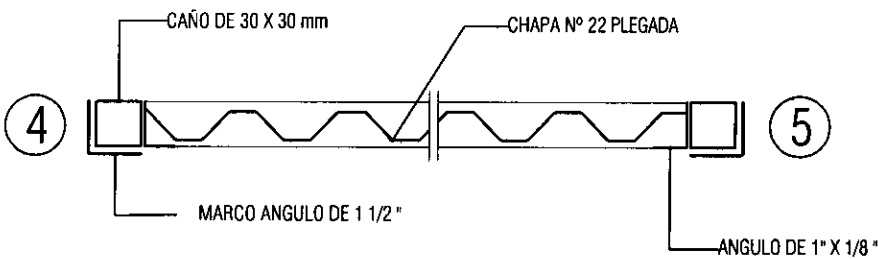 CAÑO DE 30 X 30 mm
CHAPA Nº 22 PLEGADA
4
5
MARCO ANGULO DE 1 1/2 "
ANGULO DE 1" X 1/8 "